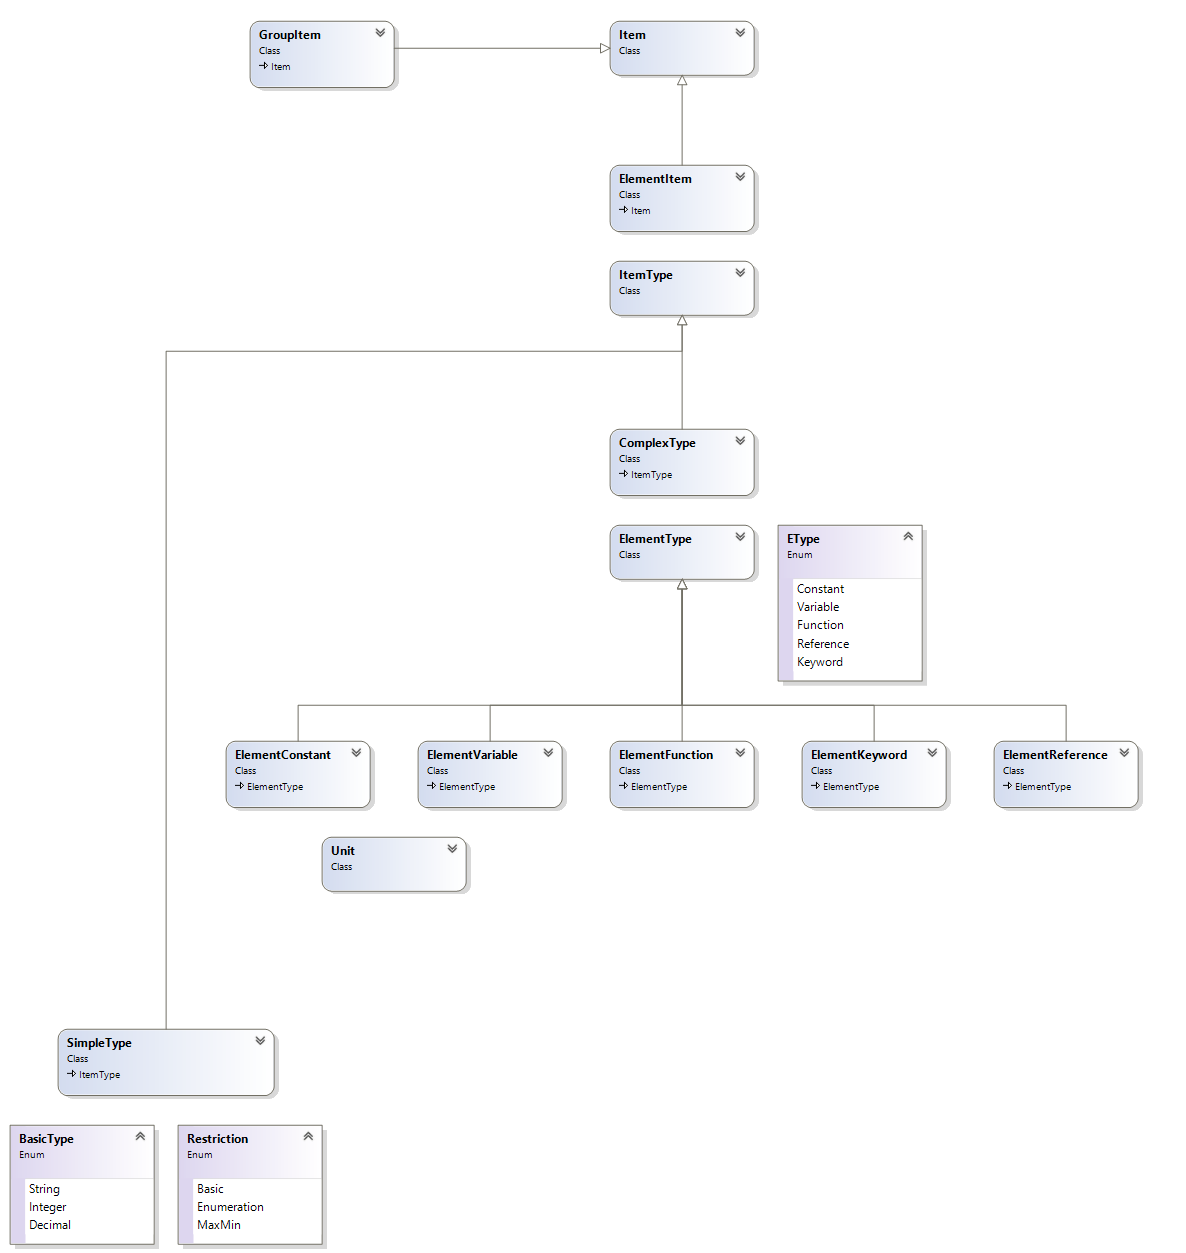 GroupItem
Class
Item
Item
Class
ElementItem
Class
Item
ItemType
Class
ComplexType
Class
ItemType
ElementType
Class
EType
Enum
Constant
Variable
Function
Reference
Keyword
ElementConstant
Class
ElementType
ElementVariable
Class
ElementType
ElementFunction
Class
ElementType
ElementKeyword
Class
ElementType
ElementReference
Class
ElementType
Unit
Class
SimpleType
Class
ItemType
BasicType
Enum
String
Integer
Decimal
Restriction
Enum
Basic
Enumeration
MaxMin